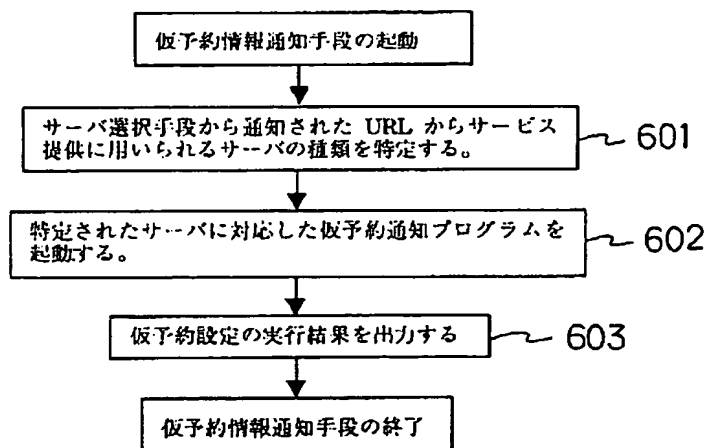 仮予約情報通知手段の起動
サーバ選択手段から通知された URL からサービス
提供に用いられるサーバの種類を特定する。
601
特定されたサーバに対応した仮予約通知プログラムを
起動する。
602
仮予約設定の実行結果を出力する
603
仮予約情報通知手段の終了